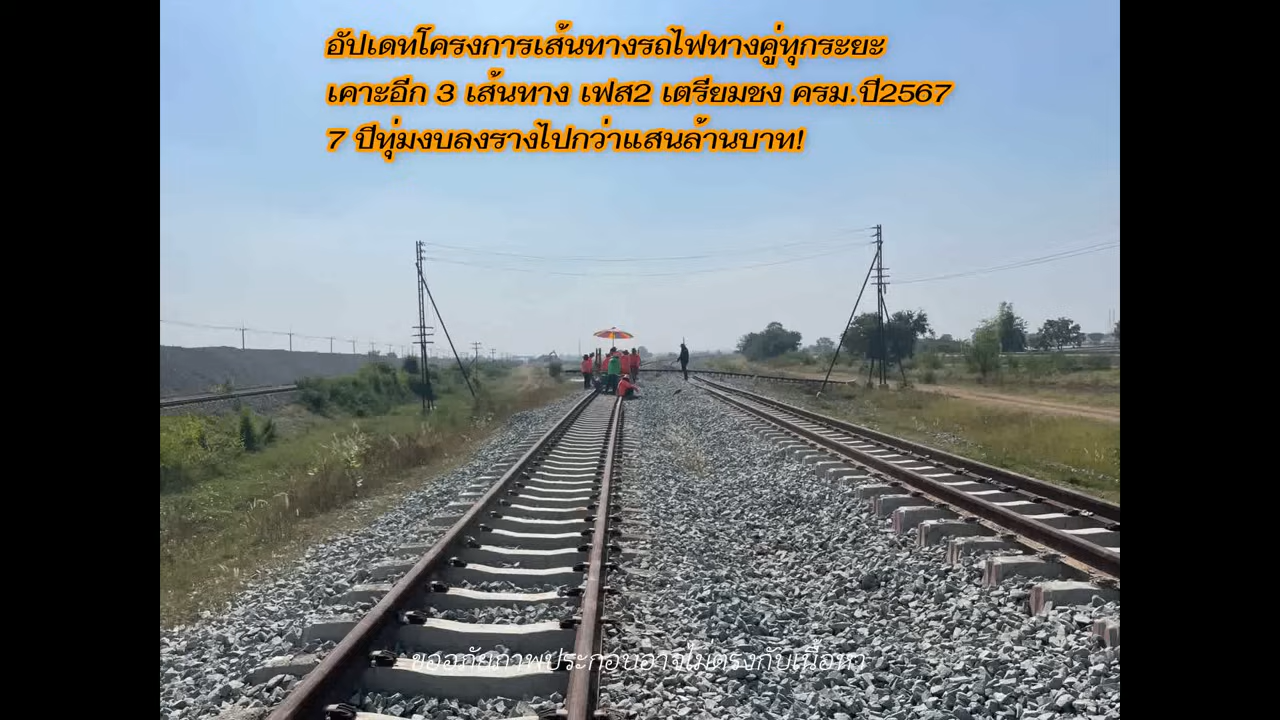 อัปเดทโครงการเส้นทางรถไฟทางคู่ทุกระยะ
เคาะอีก 3 เส้นทาง เฟส2 เตรียมชง ครม.ปี2567
7 ปีทุ่มงบลงรางไปกว่าแสนล้านบาท!
ขออภัยภาพประกอบอาจไม่ตรงกับเนื้อหา